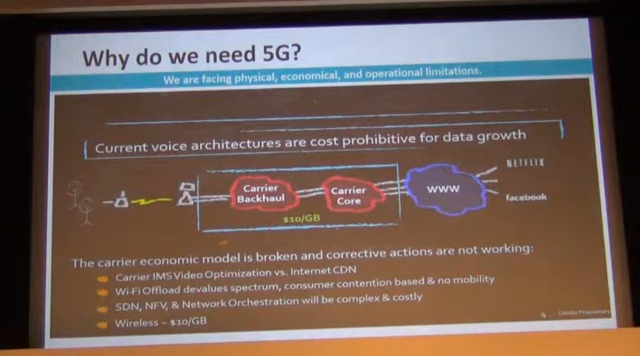 Why do we need 5G?
We are facing physical, economical, and operational limitations.
Current voice architectures are cost prohibitive for data growth
NETFLIX
Carrier
Backhaul
Carrier
Core
WWW
facebook
$10/GB
The carrier economic model is broken and corrective actions are not working:
Carrier IMS Video Optimization vs. Internet CDN
Wi-Fi Offload devalues spectrum, consumer contention based & no mobility
SDN, NFV, & Network Orchestration will be complex & costly
Wireless – $10/GB
4
Proprietary